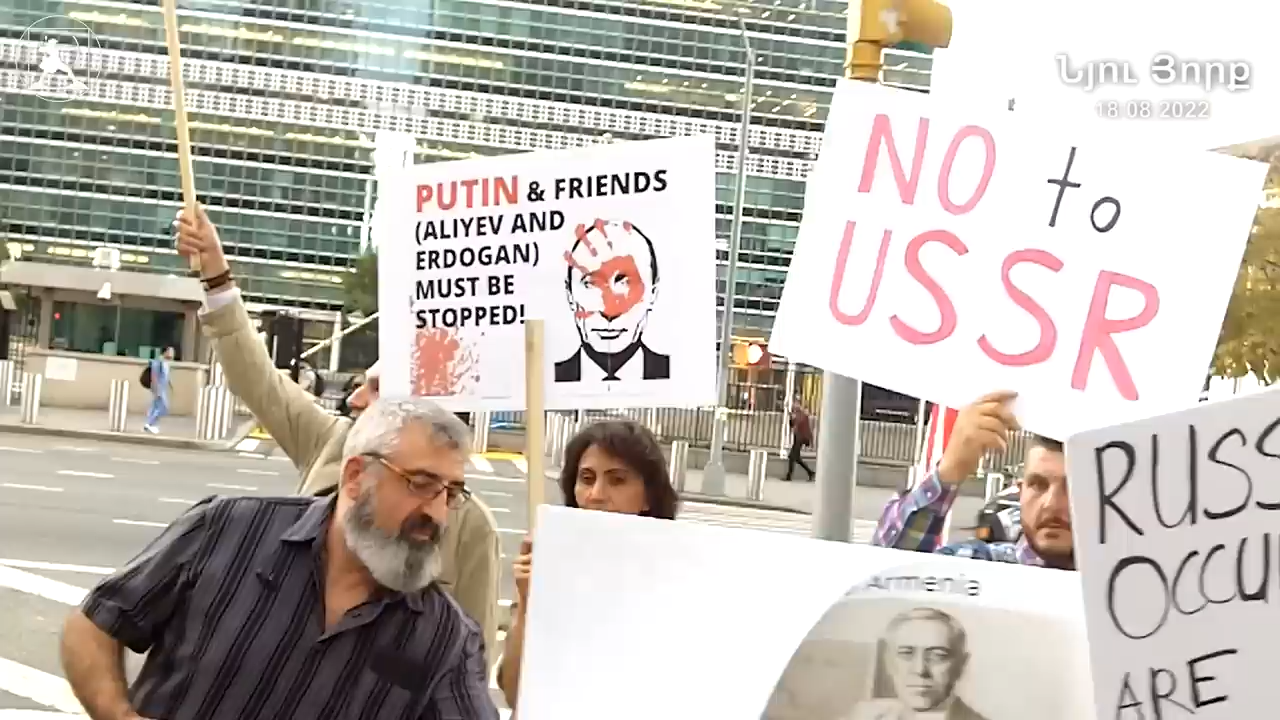 Նյու Յորք
18 08 2022
PUTIN & FRIENDS
(ALIYEV AND
ERDOGAN)
MUST BE
STOPPED!
NO to
USSR
Armenia
RUSS
OCCU
ARE